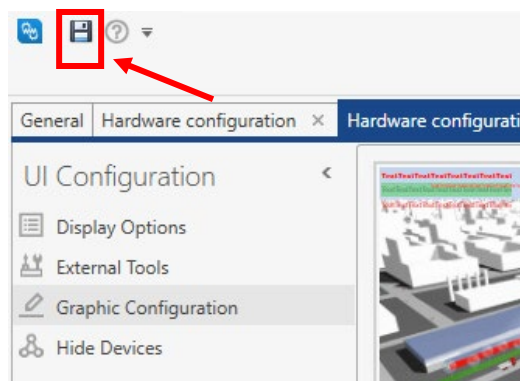 General
Hardware configuration
Hardware configurati
UI Configuration
Display Options
External Tools
Graphic Configuration
Hide Devices